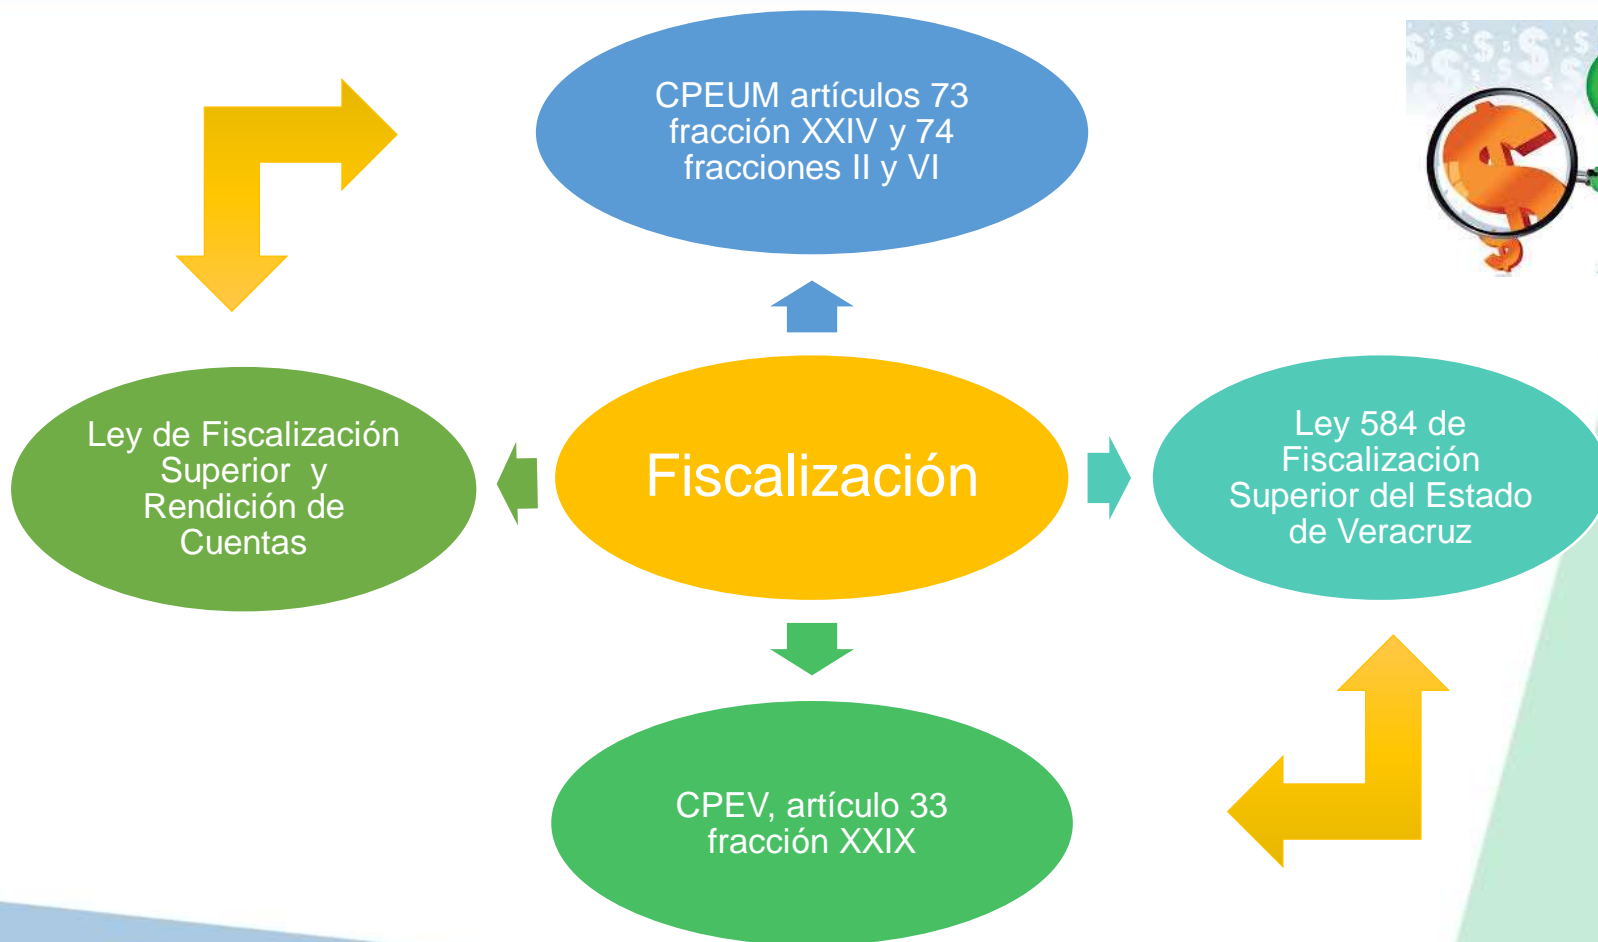 CPEUM artículos 73
fracción XXIV y 74
fracciones II y VI
Ley de Fiscalización
Superior y
Rendición de
Cuentas
Fiscalización
Ley 584 de
Fiscalización
Superior del Estado
de Veracruz
CPEV, artículo 33
fracción XXIX